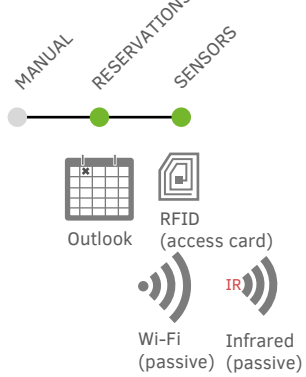 MANUAL
RESERVATIONS
SENSORS
Outlook
RFID
(access card)
IR
Wi-Fi
(passive)
Infrared
(passive)